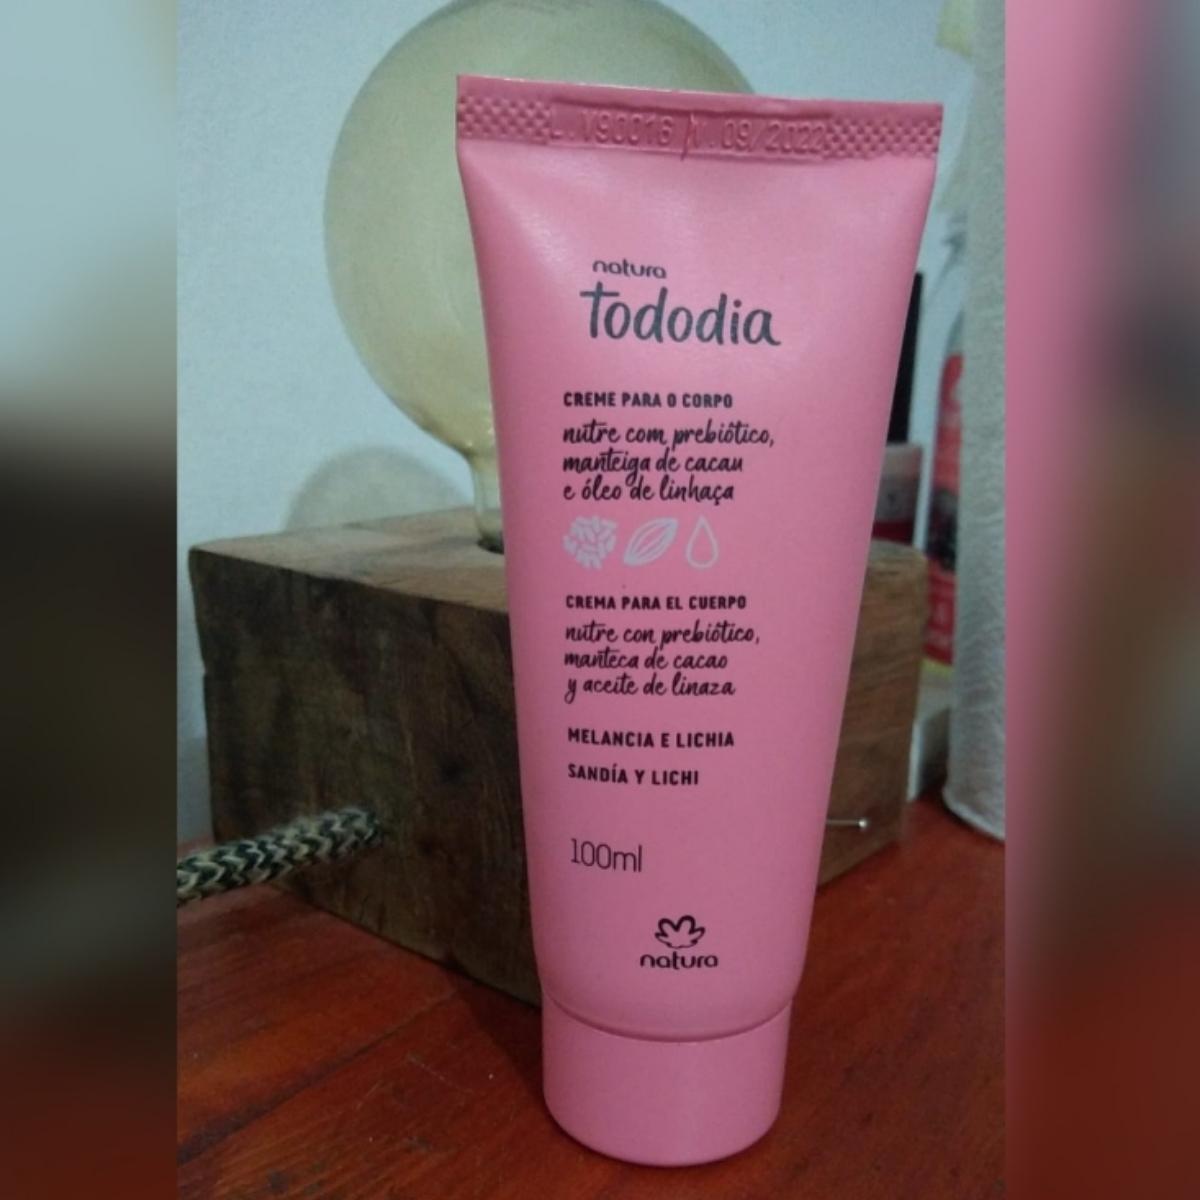 L. V90016 V. 09/2022
natura
tododia
CREME PARA O CORPO
nutre com prebiótico,
manteiga de cacau
e óleo de linhaça
CREMA PARA EL CUERPO
nutre con prebiótico,
manteca de cacao
y aceite de linaza
MELANCIA E LICHIA
SANDÍA Y LICHI
100ml
natura